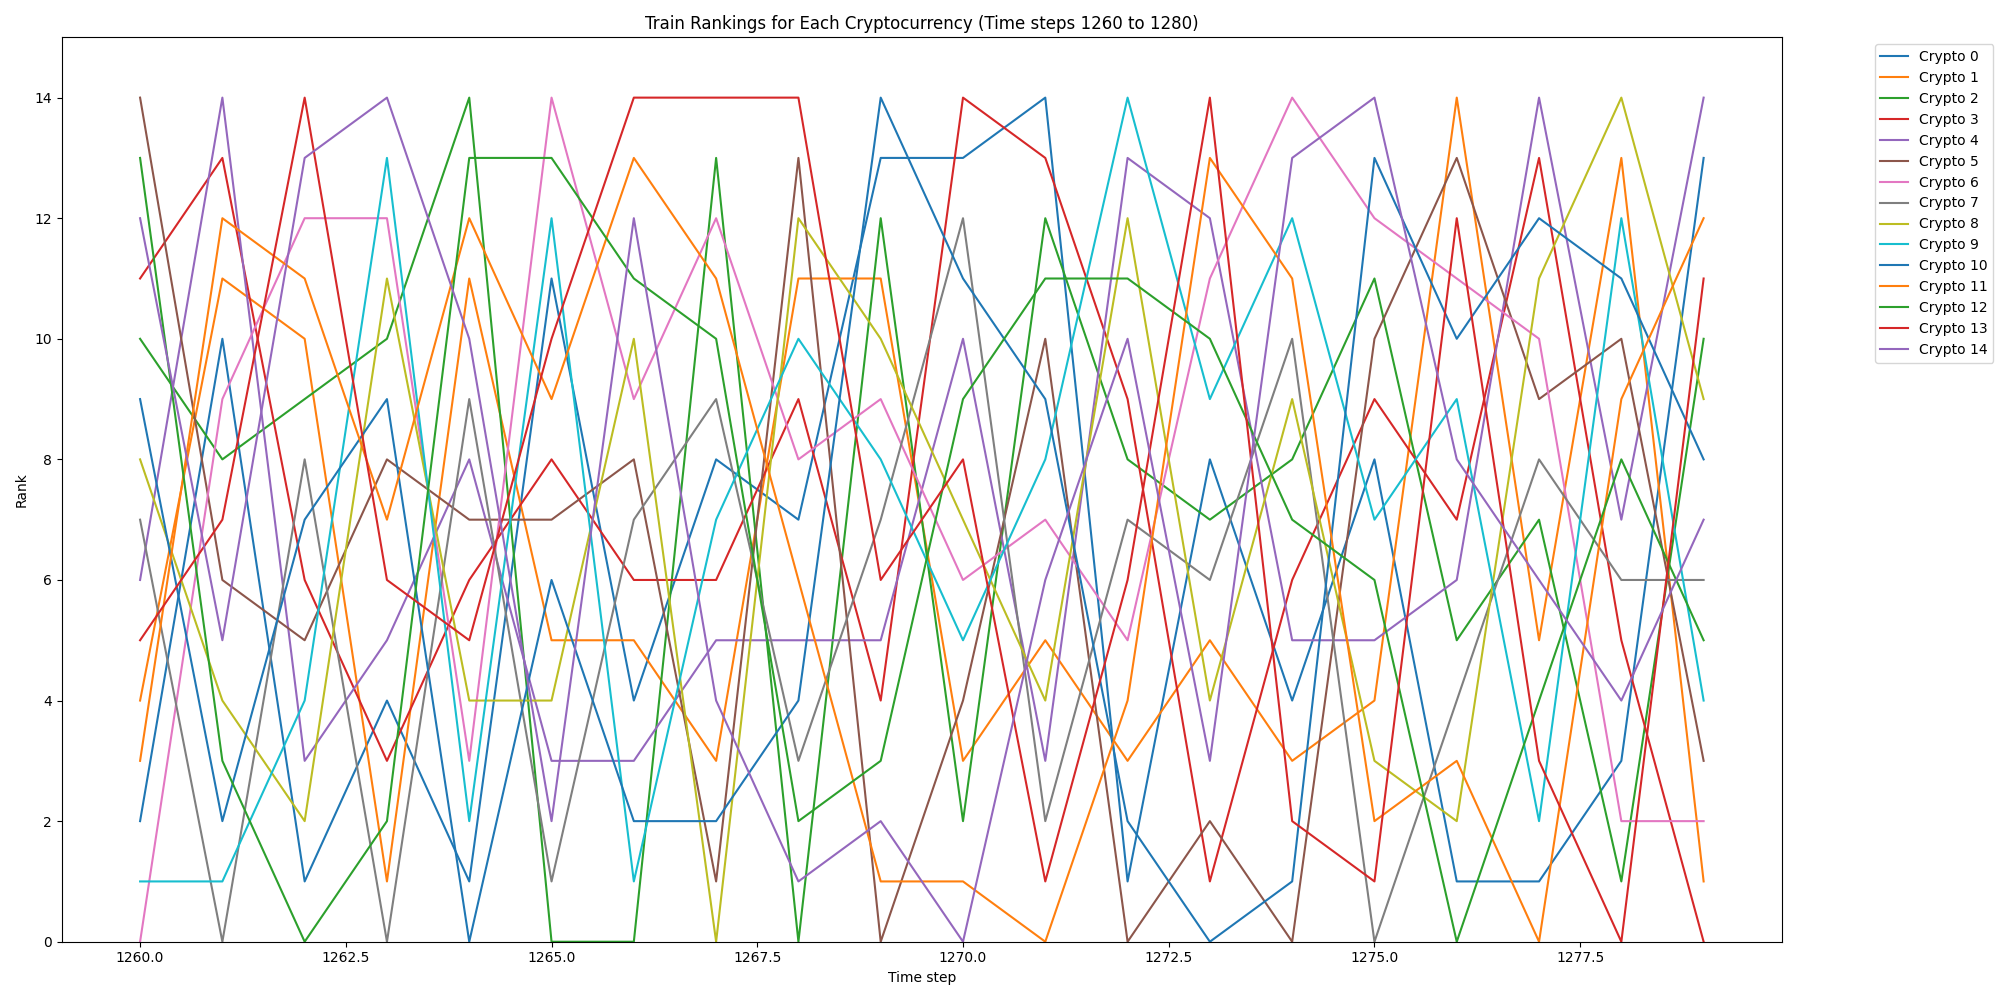 Train Rankings for Each Cryptocurrency (Time steps 1260 to 1280)
Rank
14
12
10
8
6
4
2
0
1260.0 1262.5 1265.0 1267.5 1270.0 1272.5 1275.0 1277.5
Time step
Crypto 0
Crypto 1
Crypto 2
Crypto 3
Crypto 4
Crypto 5
Crypto 6
Crypto 7
Crypto 8
Crypto 9
Crypto 10
Crypto 11
Crypto 12
Crypto 13
Crypto 14